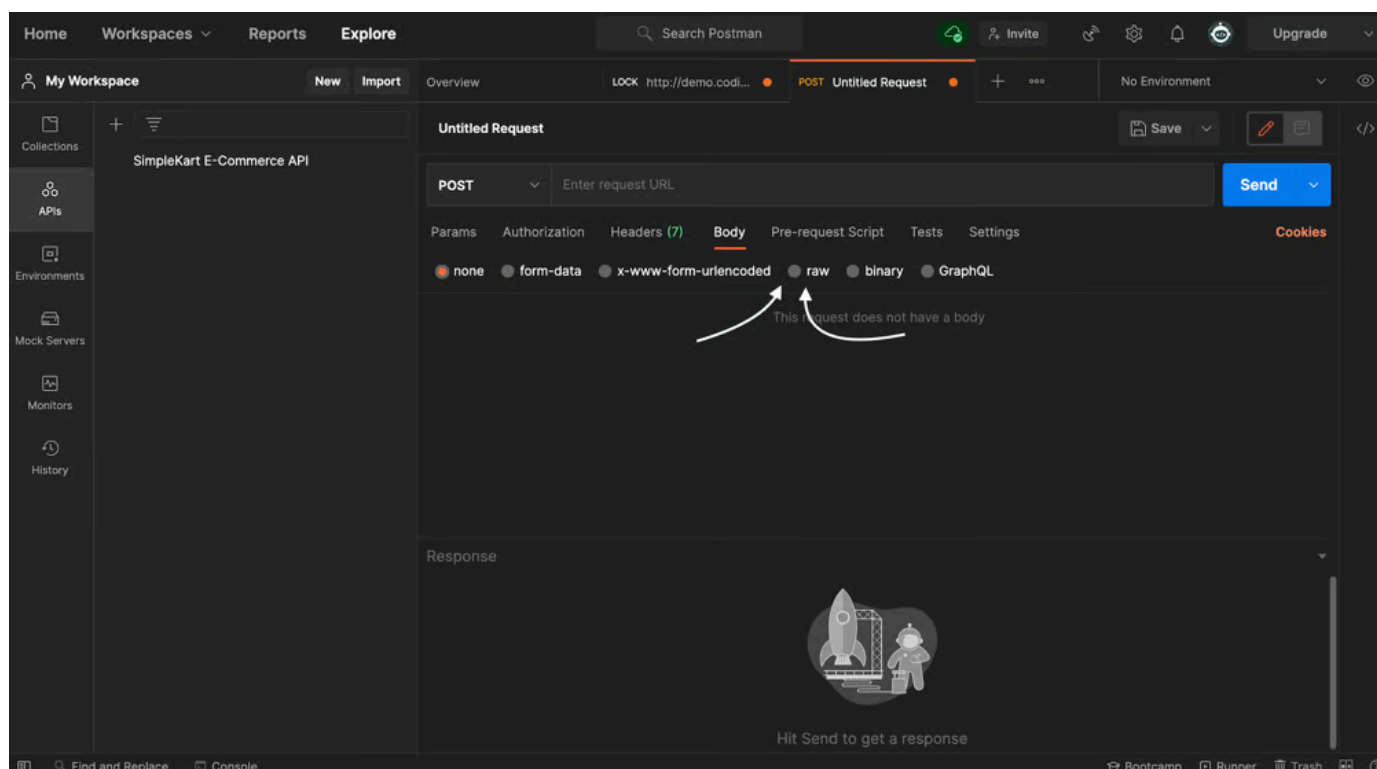 Home Workspaces Reports Explore Search Postman Invite Upgrade
My Workspace New Import Overview LOCK http://demo.codi... POST Untitled Request No Environment
Collections
APIs
Environments
Mock Servers
Monitors
History
SimpleKart E-Commerce API
Untitled Request Save </>
POST Enter request URL Send
Params Authorization Headers (7) Body Pre-request Script Tests Settings Cookies
none form-data x-www-form-urlencoded raw binary GraphQL
This request does not have a body
Response
Hit Send to get a response
Find and Replace Console Bootcamp Runner Trash